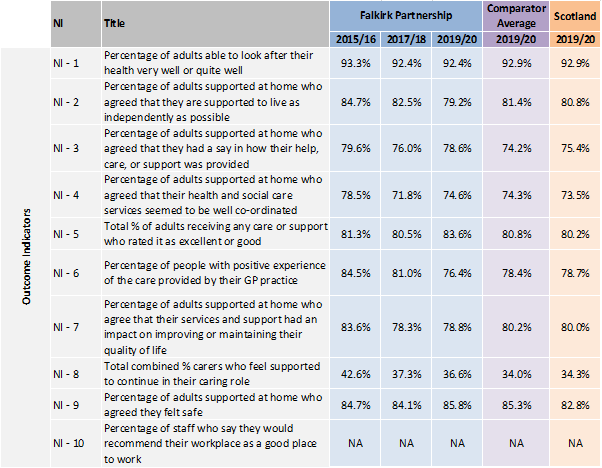 NI Title Falkirk Partnership Comparator Average Scotland
2015/16 2017/18 2019/20 2019/20 2019/20
Outcome Indicators
NI - 1 Percentage of adults able to look after their
health very well or quite well 93.3% 92.4% 92.4% 92.9% 92.9%
NI - 2 Percentage of adults supported at home who
agreed that they are supported to live as
independently as possible 84.7% 82.5% 79.2% 81.4% 80.8%
NI - 3 Percentage of adults supported at home who
agreed that they had a say in how their help,
care, or support was provided 79.6% 76.0% 78.6% 74.2% 75.4%
NI - 4 Percentage of adults supported at home who
agreed that their health and social care
services seemed to be well co-ordinated 78.5% 71.8% 74.6% 74.3% 73.5%
NI - 5 Total % of adults receiving any care or support
who rated it as excellent or good 81.3% 80.5% 83.6% 80.8% 80.2%
NI - 6 Percentage of people with positive experience
of the care provided by their GP practice 84.5% 81.0% 76.4% 78.4% 78.7%
NI - 7 Percentage of adults supported at home who
agree that their services and support had an
impact on improving or maintaining their
quality of life 83.6% 78.3% 78.8% 80.2% 80.0%
NI - 8 Total combined % carers who feel supported
to continue in their caring role 42.6% 37.3% 36.6% 34.0% 34.3%
NI - 9 Percentage of adults supported at home who
agreed they felt safe 84.7% 84.1% 85.8% 85.3% 82.8%
NI - 10 Percentage of staff who say they would
recommend their workplace as a good place
to work NA NA NA NA NA